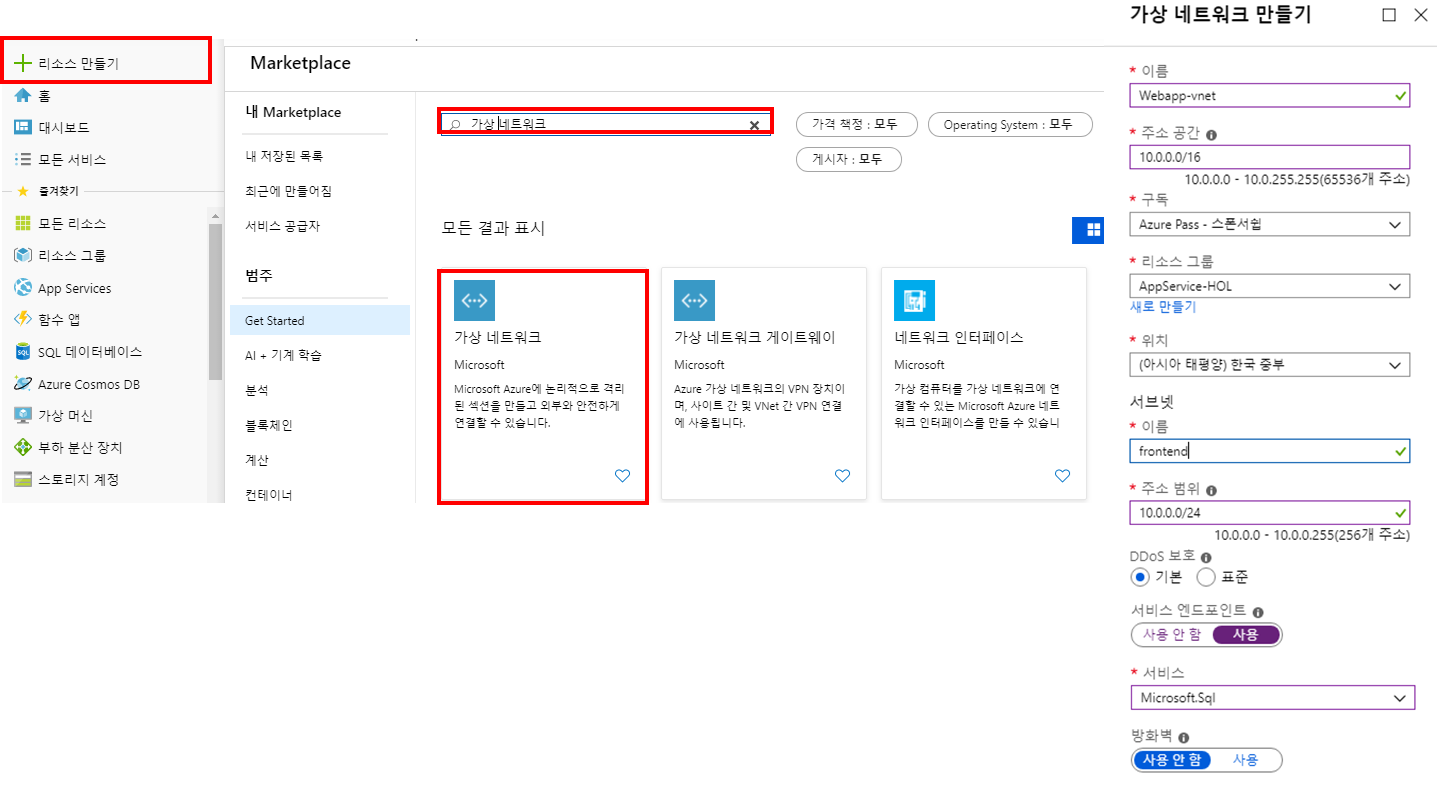 리소스 만들기
홈
대시보드
모든 서비스
즐겨찾기
모든 리소스
리소스 그룹
App Services
함수 앱
SQL 데이터베이스
Azure Cosmos DB
가상 머신
부하 분산 장치
스토리지 계정
Marketplace
내 Marketplace
내 저장된 목록
최근에 만들어짐
서비스 공급자
범주
Get Started
AI + 기계 학습
분석
블록체인
계산
컨테이너
가상 네트워크
가격 책정 : 모두
Operating System : 모두
게시자 : 모두
모든 결과 표시
가상 네트워크
Microsoft
Microsoft Azure에 논리적으로 격리
된 섹션을 만들고 외부와 안전하게
연결할 수 있습니다.
가상 네트워크 게이트웨이
Microsoft
Azure 가상 네트워크의 VPN 장치이
며, 사이트 간 및 VNet 간 VPN 연결
에 사용됩니다.
네트워크 인터페이스
Microsoft
가상 컴퓨터를 가상 네트워크에 연
결할 수 있는 Microsoft Azure 네트
워크 인터페이스를 만들 수 있습니
가상 네트워크 만들기
* 이름
Webapp-vnet
* 주소 공간
10.0.0.0/16
10.0.0.0 - 10.0.255.255(65536개 주소)
* 구독
Azure Pass - 스폰서쉽
* 리소스 그룹
AppService-HOL
새로 만들기
* 위치
(아시아 태평양) 한국 중부
서브넷
* 이름
frontend
* 주소 범위
10.0.0.0/24
10.0.0.0 - 10.0.0.255(256개 주소)
DDoS 보호
기본 표준
서비스 엔드포인트
사용 안 함 사용
* 서비스
Microsoft.Sql
방화벽
사용 안 함 사용